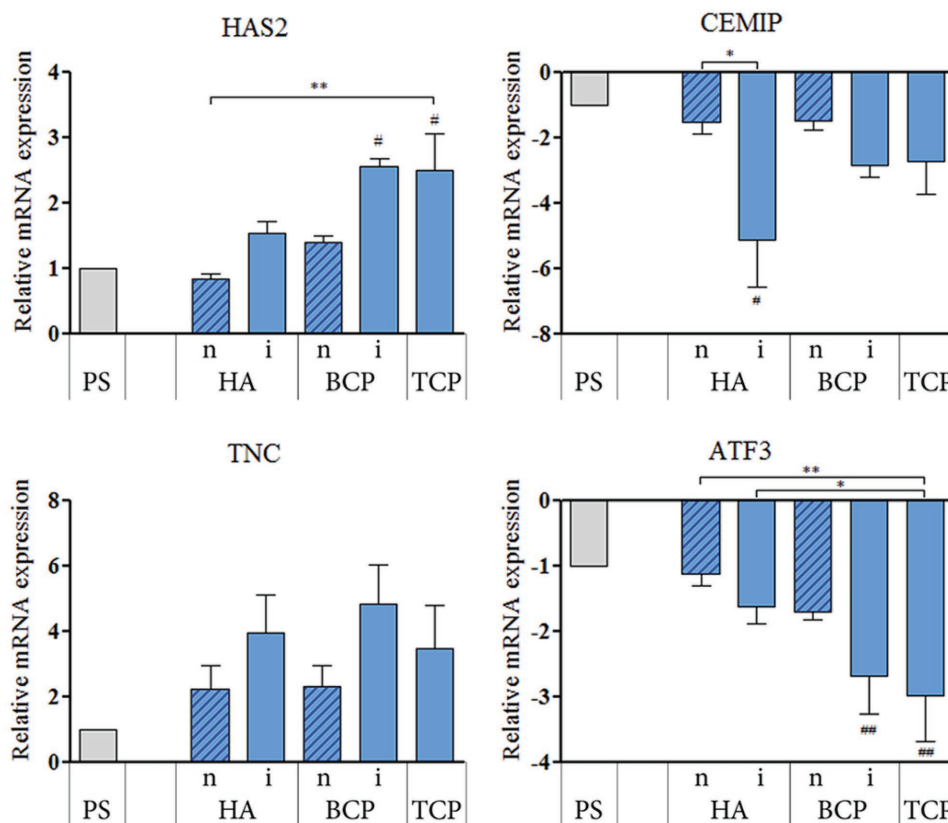 HAS2
Relative mRNA expression
4
3
2
1
0
**
#
#
n i n i
PS HA BCP TCP
CEMIP
Relative mRNA expression
0
-2
-4
-6
-8
*
#
n i n i
PS HA BCP TCP
TNC
Relative mRNA expression
8
6
4
2
0
n i n i
PS HA BCP TCP
ATF3
Relative mRNA expression
0
-1
-2
-3
-4
**
*
##
##
n i n i
PS HA BCP TCP